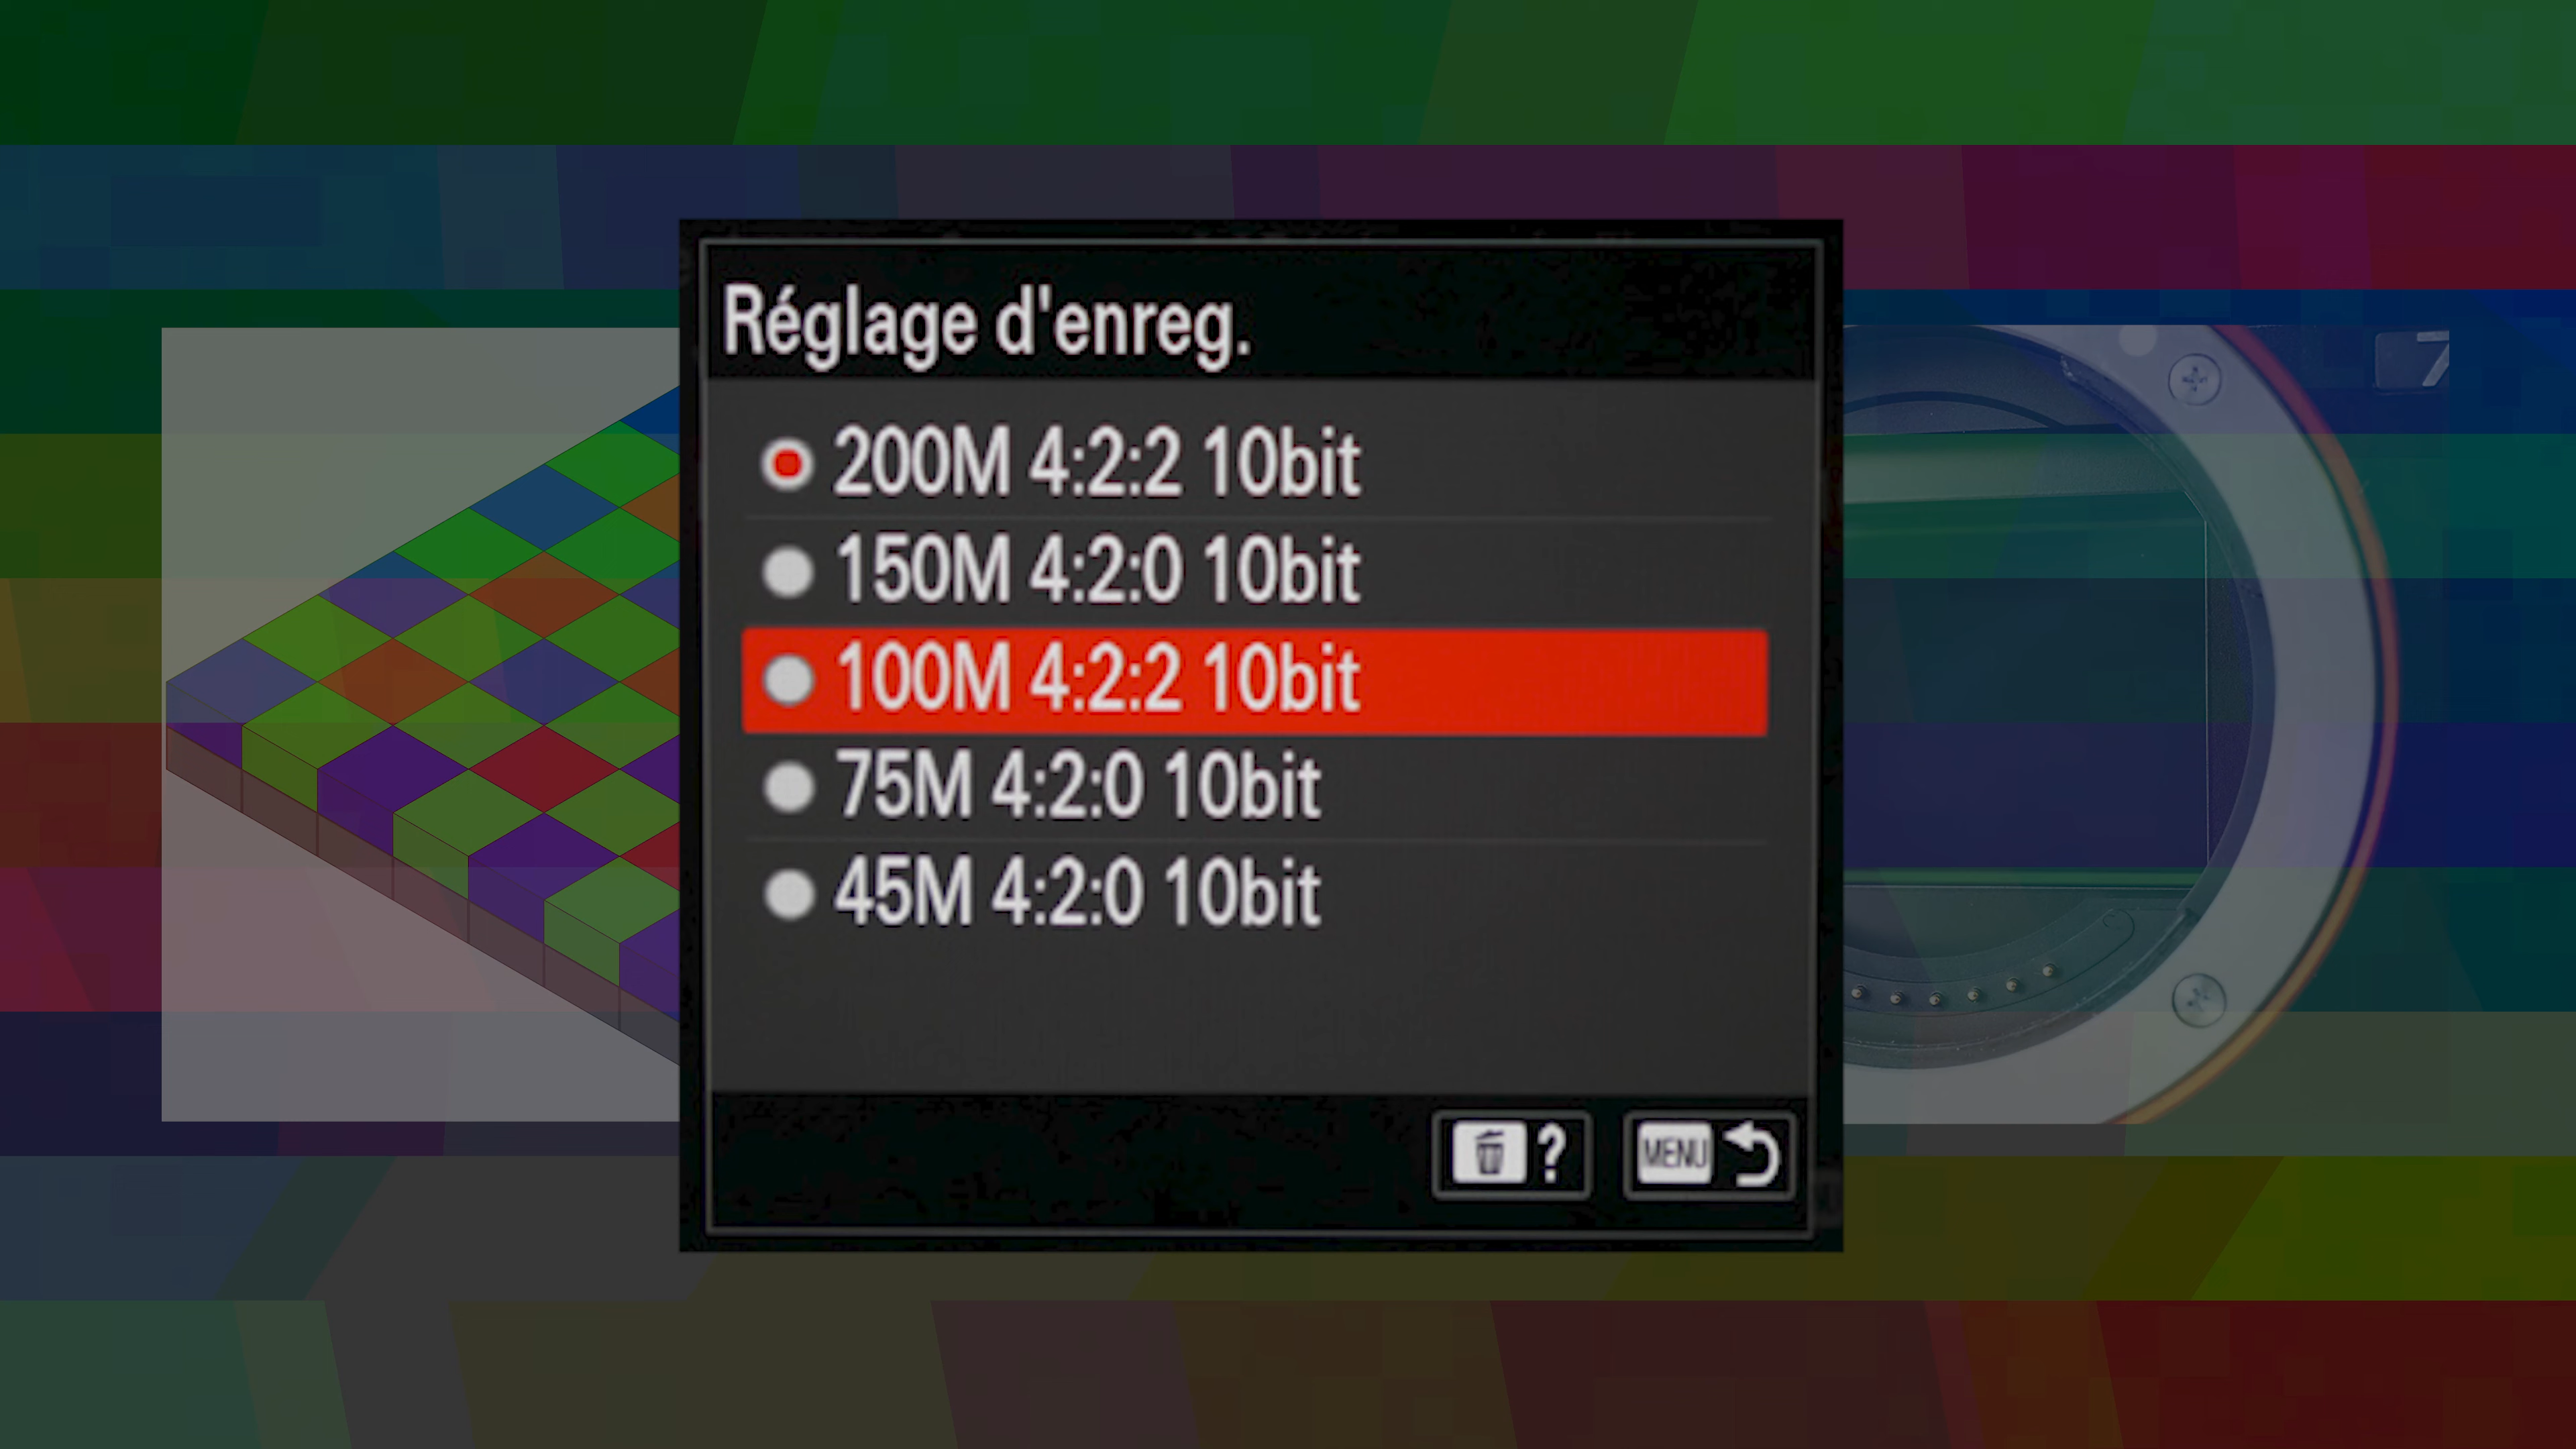 Réglage d'enreg.
200M 4:2:2 10bit
150M 4:2:0 10bit
100M 4:2:2 10bit
75M 4:2:0 10bit
45M 4:2:0 10bit
?
MENU
7